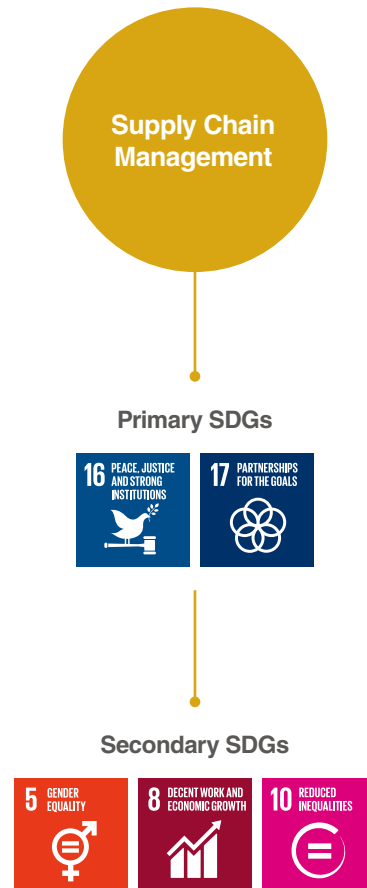 Supply Chain
Management
Primary SDGs
16 PEACE, JUSTICE
AND STRONG
INSTITUTIONS
17 PARTNERSHIPS
FOR THE GOALS
Secondary SDGs
5 GENDER
EQUALITY
8 DECENT WORK AND
ECONOMIC GROWTH
10 REDUCED
INEQUALITIES